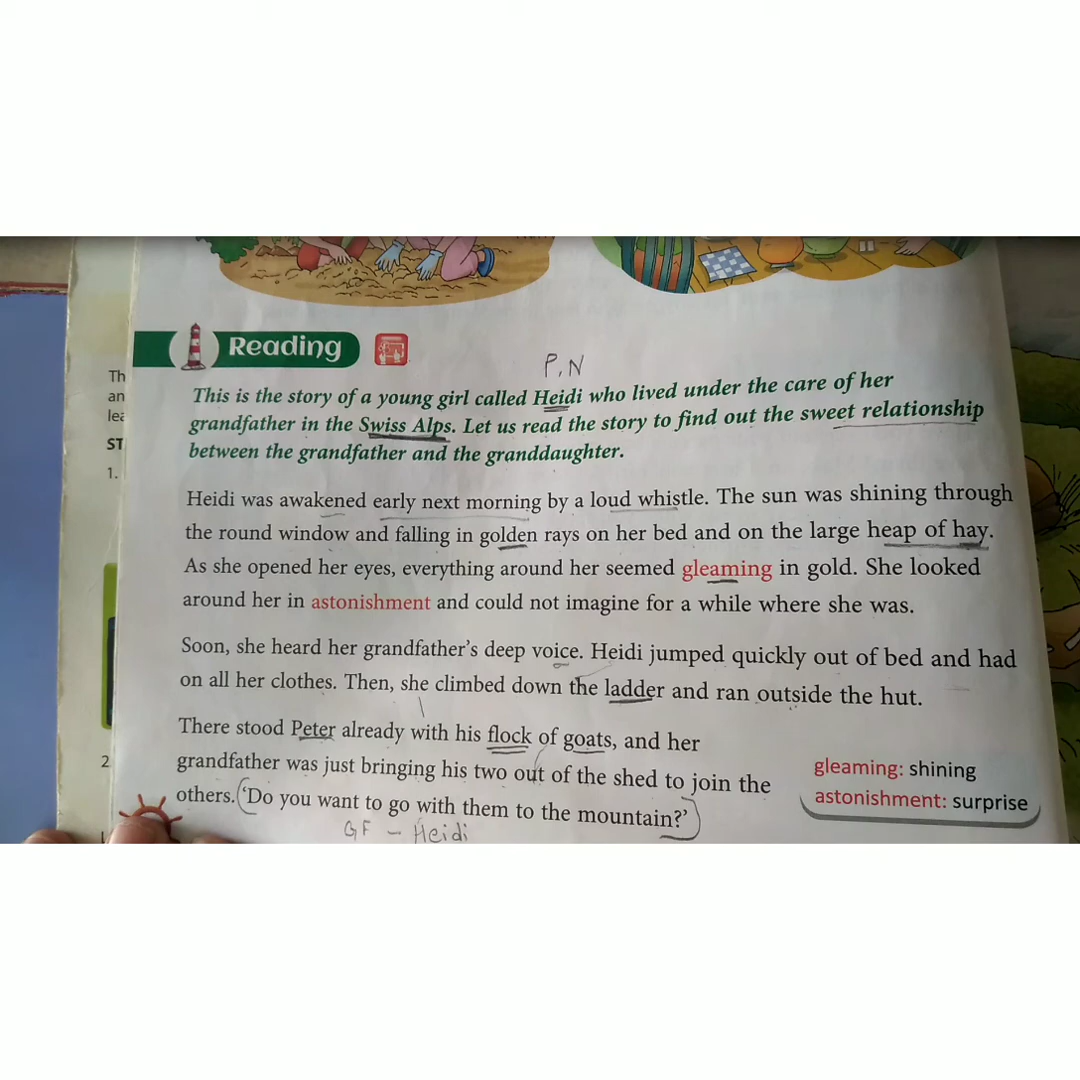 Reading
P.N
This is the story of a young girl called Heidi who lived under the care of her
grandfather in the Swiss Alps. Let us read the story to find out the sweet relationship
between the grandfather and the granddaughter.
Heidi was awakened early next morning by a loud whistle. The sun was shining through
the round window and falling in golden rays on her bed and on the large heap of hay.
As she opened her eyes, everything around her seemed gleaming in gold. She looked
around her in astonishment and could not imagine for a while where she was.
Soon, she heard her grandfather's deep voice. Heidi jumped quickly out of bed and had
on all her clothes. Then, she climbed down the ladder and ran outside the hut.
There stood Peter already with his flock of goats, and her
grandfather was just bringing his two out of the shed to join the
others. ('Do you want to go with them to the mountain?')
GF - Heidi
gleaming: shining
astonishment: surprise
Th
an
lea
ST
1.
2